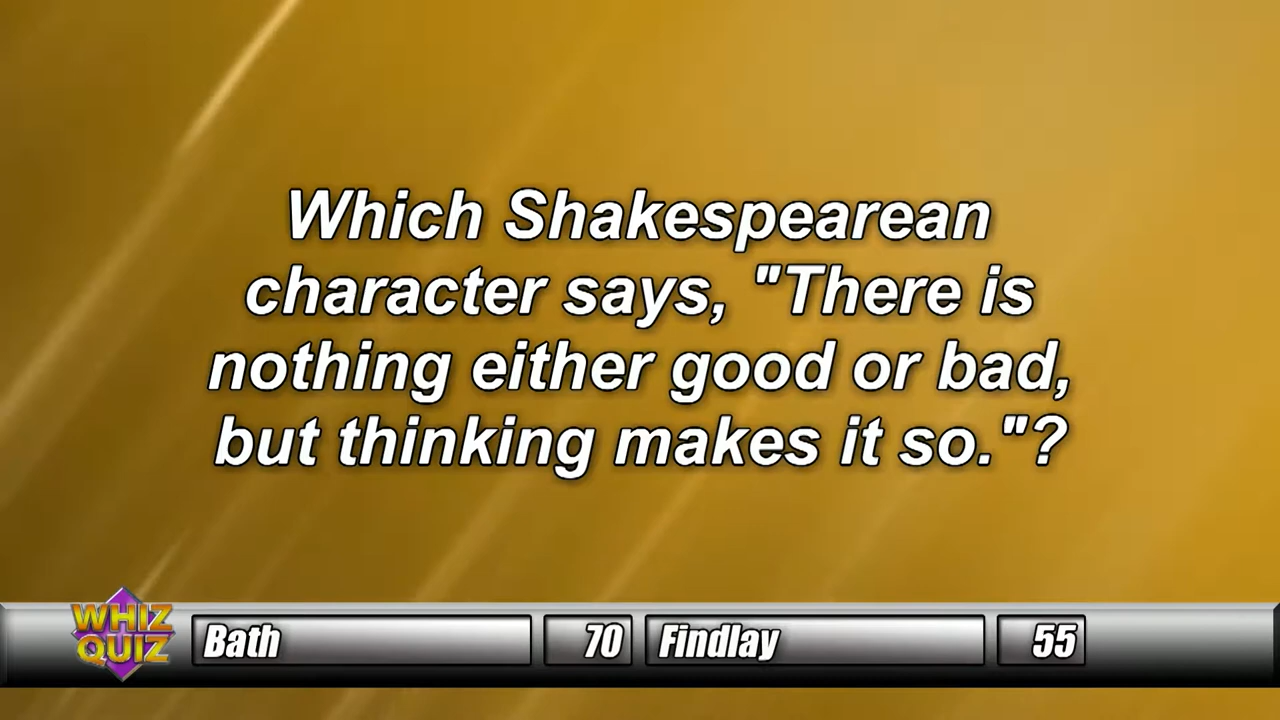 Which Shakespearean
character says, "There is
nothing either good or bad,
but thinking makes it so."?
WHIZ
QUIZ
Bath 70 Findlay 55